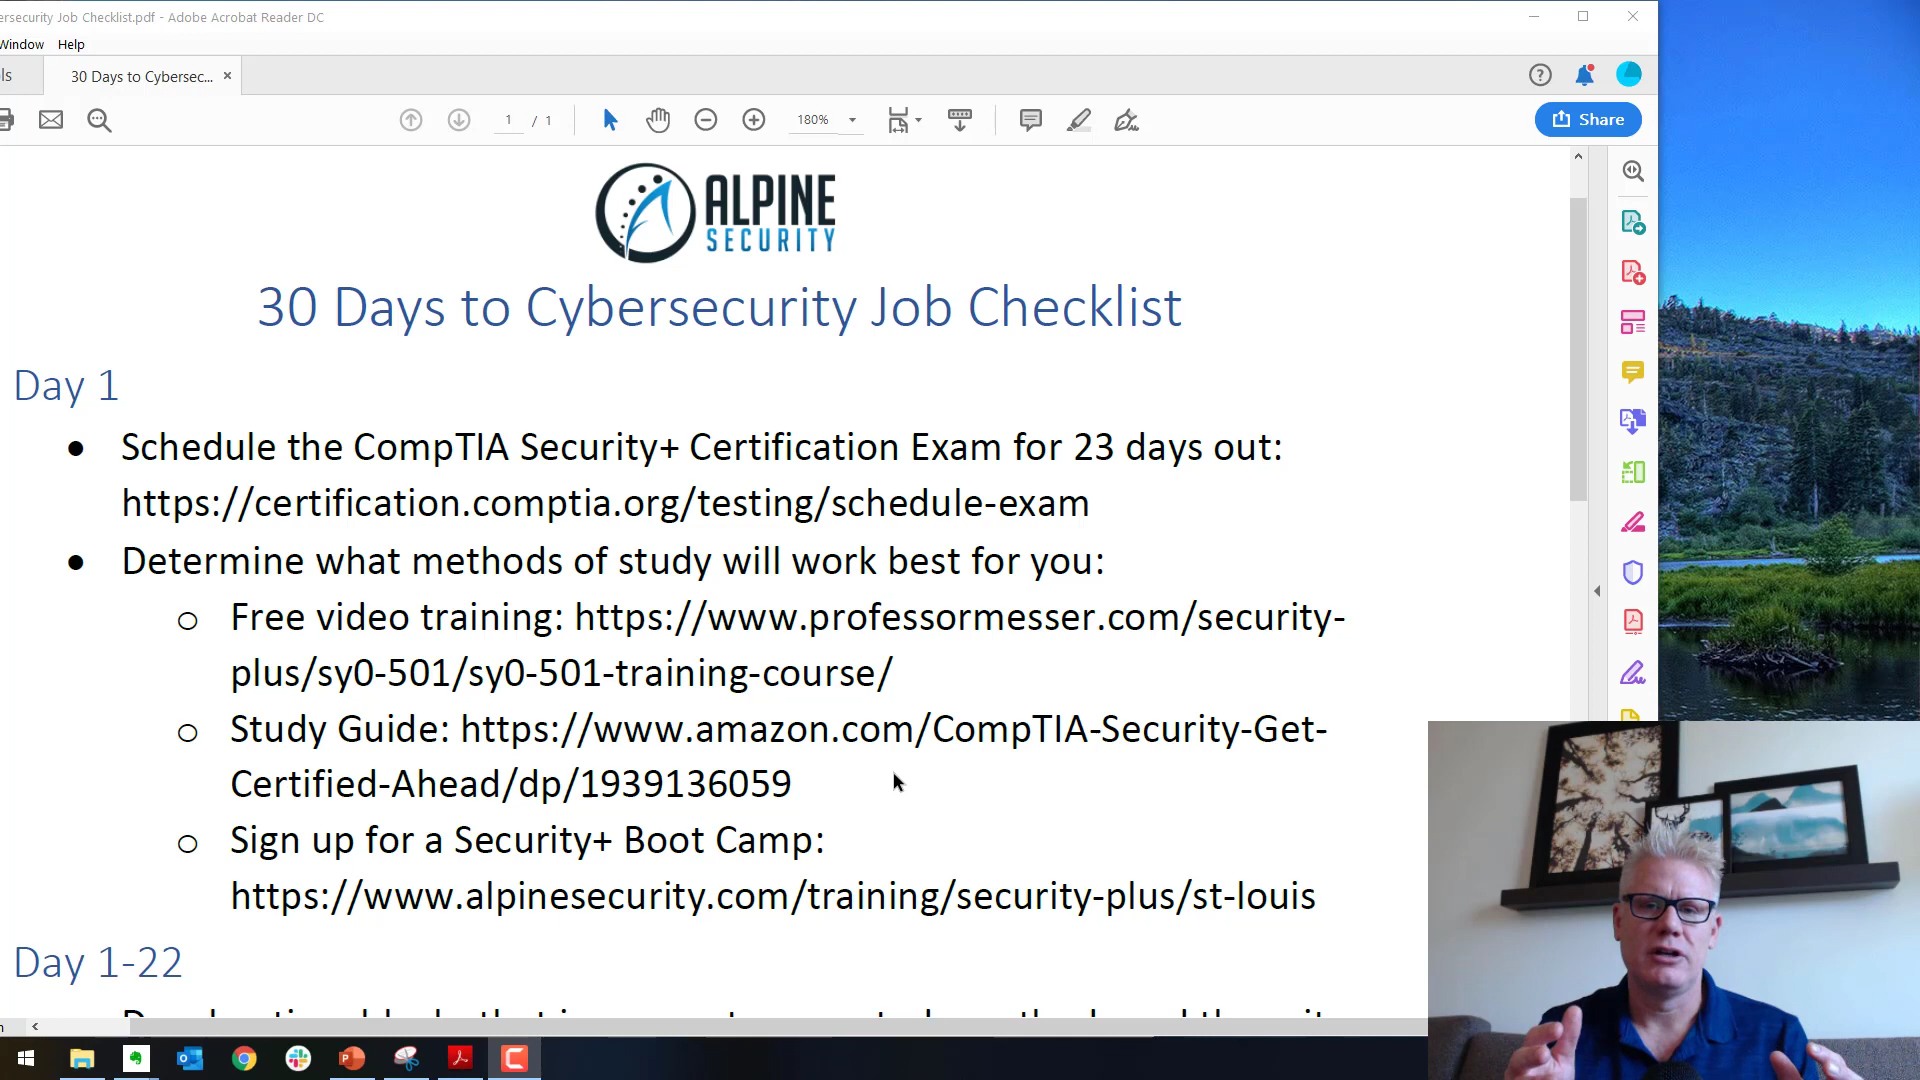 ersecurity Job Checklist.pdf - Adobe Acrobat Reader DC
Window Help
ls
30 Days to Cybersec... ×
1 / 1
180%
Share
ALPINE
SECURITY
30 Days to Cybersecurity Job Checklist
Day 1
• Schedule the CompTIA Security+ Certification Exam for 23 days out:
https://certification.comptia.org/testing/schedule-exam
• Determine what methods of study will work best for you:
o Free video training: https://www.professormesser.com/security-
plus/sy0-501/sy0-501-training-course/
o Study Guide: https://www.amazon.com/CompTIA-Security-Get-
Certified-Ahead/dp/1939136059
o Sign up for a Security+ Boot Camp:
https://www.alpinesecurity.com/training/security-plus/st-louis
Day 1-22